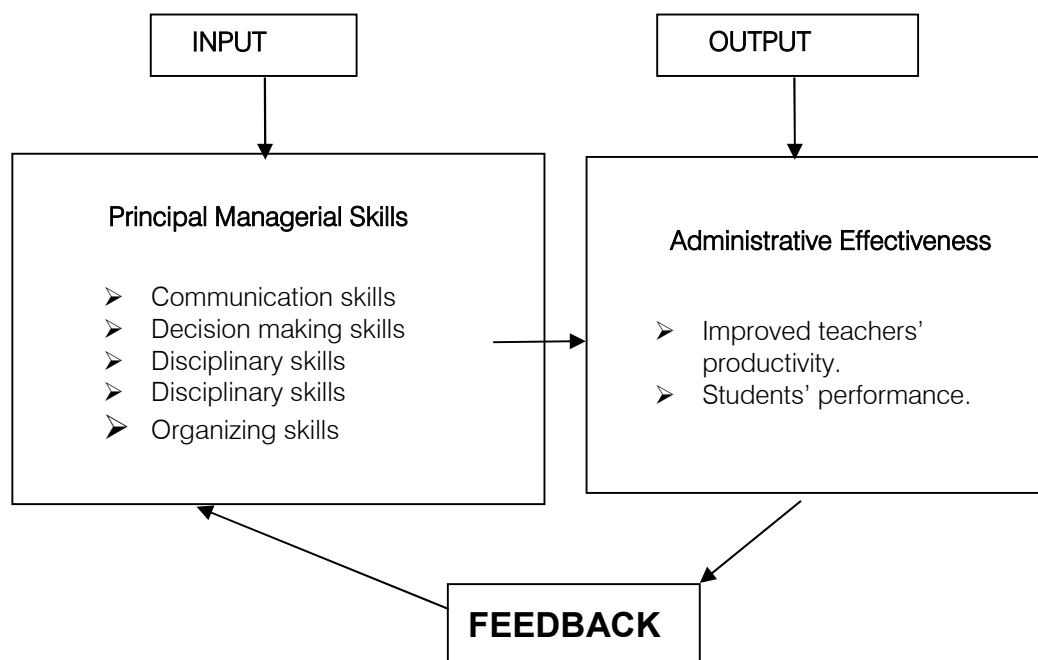 INPUT
OUTPUT
Principal Managerial Skills
➢ Communication skills
➢ Decision making skills
➢ Disciplinary skills
➢ Disciplinary skills
➢ Organizing skills
Administrative Effectiveness
➢ Improved teachers’
productivity.
➢ Students’ performance.
FEEDBACK